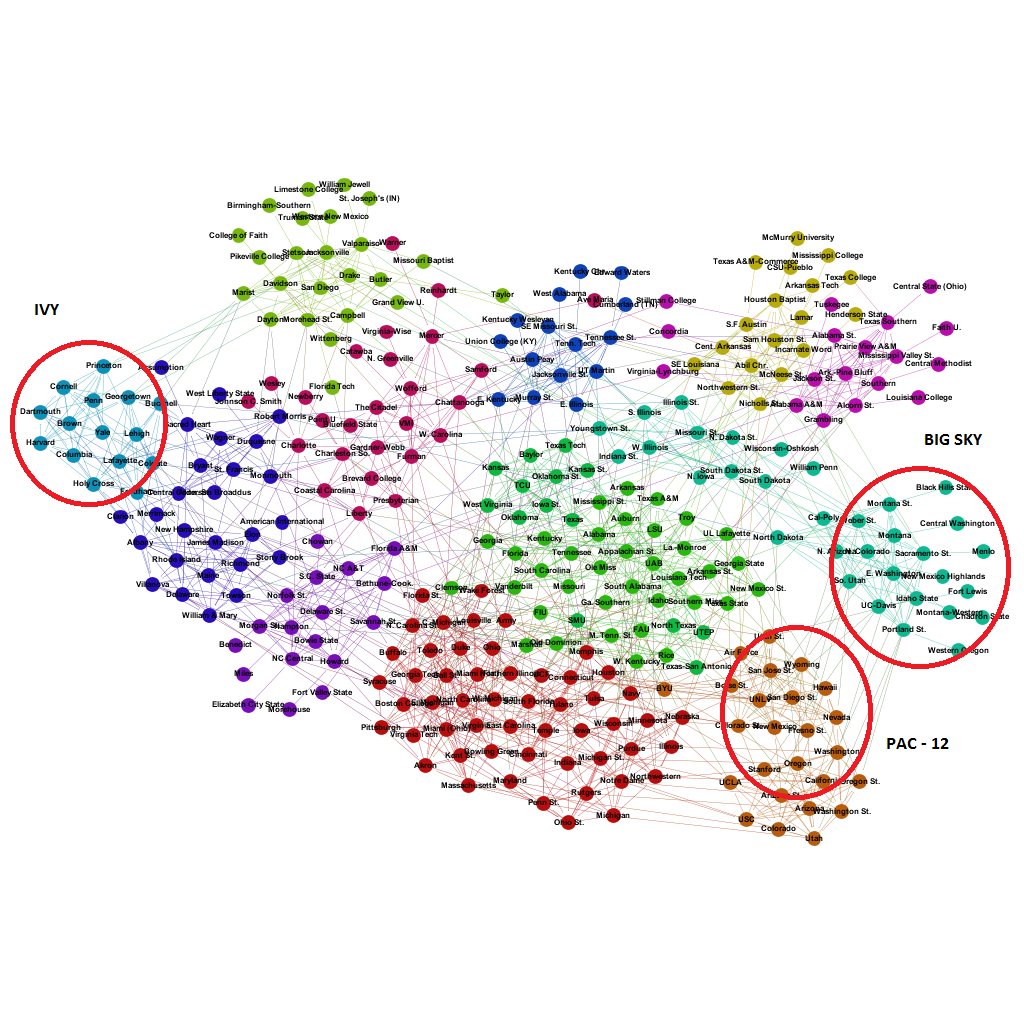 William Jewell
Limestone College
St. Joseph's (IN)
Birmingham-Southern
Western New Mexico
College of Faith
Valparaiso
Warner
McMurry University
Stetson
Jacksonville
Pikeville College
Missouri Baptist
Mississippi College
Texas A&M-Commerce
CSU-Pueblo
Kentucky Chr.
Edward Waters
Drake
Butler
Texas College
Davidson
San Diego
Arkansas Tech
Central State (Ohio)
Marist
Reinhardt
Taylor
West Alabama
Ave Maria
Stillman College
Houston Baptist
Grand View U.
Cumberland (TN)
Tuskegee
IVY
Henderson State
Campbell
Dayton
Morehead St.
Kentucky Wesleyan
Lamar
Texas Southern
S.F. Austin
SE Missouri St.
Faith U.
Virginia-Wise
Concordia
Mercer
Alabama St.
Wittenberg
Union College (KY)
Tenn. Tech
Tennessee St.
Sam Houston St.
Cent. Arkansas
Prairie View A&M
Catawba
Incarnate Word
N. Greenville
Austin Peay
Mississippi Valley St.
Princeton
Assumption
SE Louisiana
Abil Chr.
Central Methodist
Samford
UT Martin
Virginia-Lynchburg
Ark.-Pine Bluff
Jacksonville St.
McNeese St.
Jackson St.
Wesley
Southern
Cornell
Florida Tech
Wofford
Northwestern St.
West Liberty State
Georgetown
Newberry
E. Kentucky
Murray St.
Louisiana College
Penn
Johnson C. Smith
Chattanooga
Bucknell
E. Illinois
Illinois St.
Nicholls St.
Alabama A&M
Alcorn St.
Dartmouth
The Citadel
S. Illinois
Robert Morris
Grambling
Brown
Sacred Heart
Bluefield State
VMI
Youngstown St.
Yale
Lehigh
W. Carolina
Missouri St.
N. Dakota St.
Wagner
Duquesne
BIG SKY
Harvard
Charlotte
Texas Tech
Gardner-Webb
W. Illinois
Wisconsin-Oshkosh
Charleston So.
Baylor
Columbia
Furman
Indiana St.
Lafayette
Colgate
Bryant
St. Francis
Kansas
Kansas St.
William Penn
South Dakota St.
Monmouth
Oklahoma St.
N. Iowa
Brevard College
South Dakota
Holy Cross
TCU
Arkansas
Black Hills State
Fordham
Coastal Carolina
Presbyterian
Texas A&M
West Virginia
Iowa St.
Mississippi St.
Montana St.
Clarion
Merrimack
Liberty
Oklahoma
Texas
Auburn
Troy
Cal-Poly
Weber St.
Central Washington
American International
LSU
New Hampshire
Elon
Alabama
UL Lafayette
Montana
Albany
James Madison
Chowan
Georgia
Kentucky
North Dakota
Florida A&M
Florida
Tennessee
Appalachian St.
La.-Monroe
N. Arizona
N. Colorado
Sacramento St.
Menlo
Rhode Island
Richmond
Stony Brook
UAB
Georgia State
NC A&T
South Carolina
Ole Miss
Arkansas St.
E. Washington
New Mexico Highlands
Maine
S.C. State
Louisiana Tech
So. Utah
Villanova
Bethune-Cook.
Clemson
Wake Forest
Vanderbilt
Missouri
South Alabama
New Mexico St.
Fort Lewis
Delaware
Towson
Norfolk St.
Florida St.
Ga. Southern
Idaho
Southern Miss
Texas State
UC-Davis
Idaho State
William & Mary
Delaware St.
FIU
Montana-Western
Chadron State
Savannah St.
Louisville
Army
SMU
Morgan St.
Hampton
N. Carolina St.
FAU
North Texas
UTEP
Portland St.
Benedict
Bowie State
Duke
Ohio
Marshall
Old Dominion
M. Tenn. St.
Utah St.
Buffalo
Toledo
Memphis
Rice
Air Force
Western Oregon
NC Central
Howard
W. Kentucky
Texas-San Antonio
Wyoming
Miles
Georgia Tech
Ball St.
Northern Illinois
UCF
Connecticut
Houston
San Jose St.
Syracuse
BYU
Boise St.
Hawaii
Fort Valley State
Navy
Elizabeth City State
Morehouse
Boston College
North Carolina
W. Michigan
South Florida
Tulane
Tulsa
UNLV
San Diego St.
Nebraska
Nevada
Pittsburgh
Miami (Ohio)
Virginia
East Carolina
Temple
Iowa
Wisconsin
Minnesota
Colorado St.
New Mexico
Fresno St.
Virginia Tech
PAC - 12
Kent St.
Bowling Green
Cincinnati
Indiana
Michigan St.
Purdue
Illinois
Washington
Akron
Stanford
Oregon
Massachusetts
Maryland
Rutgers
Notre Dame
Northwestern
UCLA
California
Oregon St.
Penn St.
Arizona St.
Ohio St.
Michigan
USC
Arizona
Washington St.
Colorado
Utah